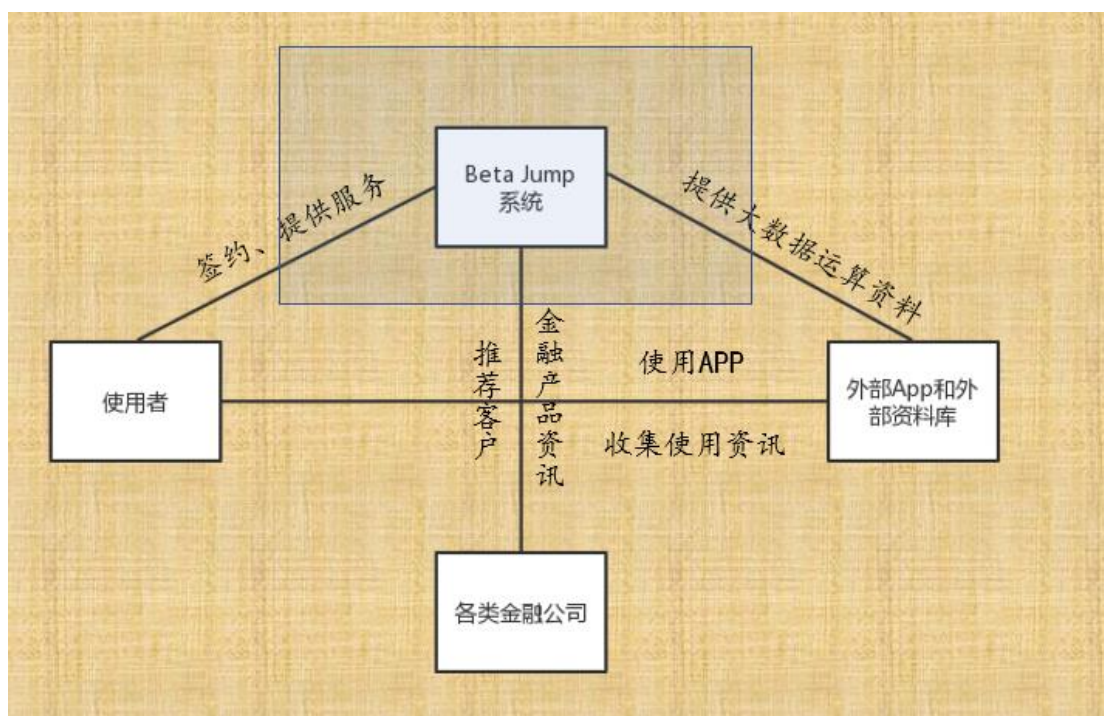 Beta Jump
系统
签约、提供服务
提供大数据运算资料
使用者
推荐客户
金融产品资讯
使用APP
收集使用资讯
外部App和外
部资料库
各类金融公司